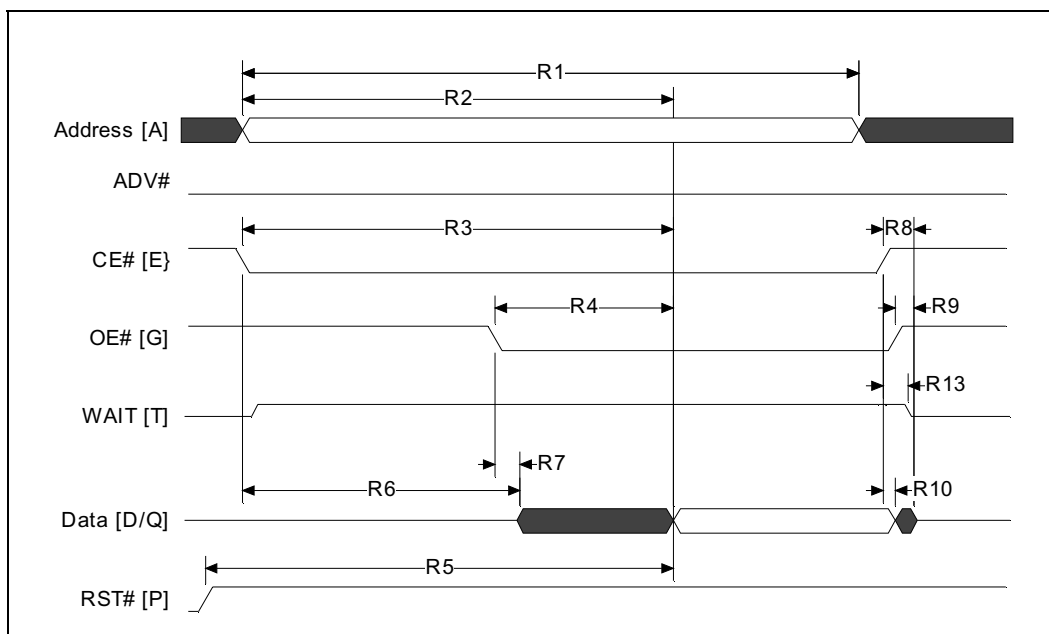 R1
R2
Address [A]
ADV#
R3
R8
CE# [E}
R4
R9
OE# [G]
R13
WAIT [T]
R7
R6
R10
Data [D/Q]
R5
RST# [P]